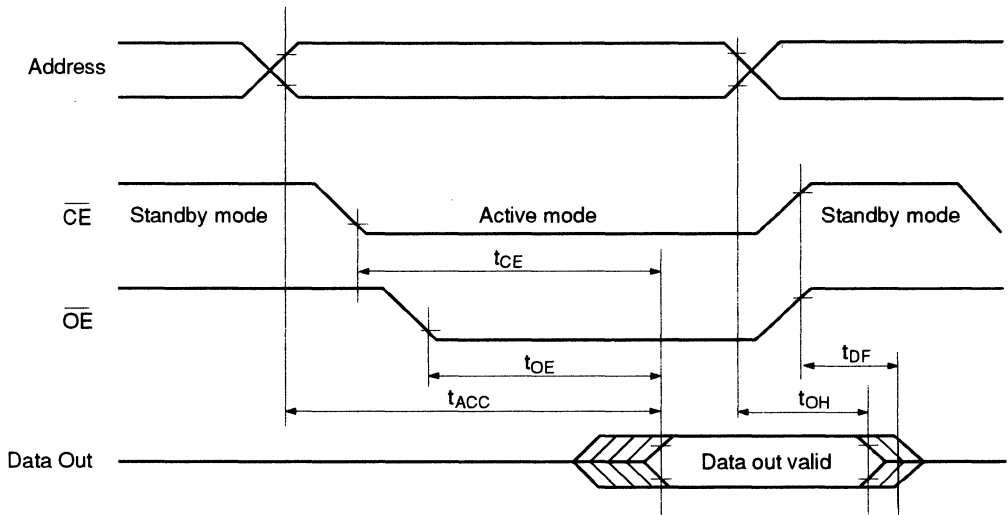 Address
CE
Standby mode
Active mode
Standby mode
tCE
OE
tOE
tDF
tACC
tOH
Data Out
Data out valid